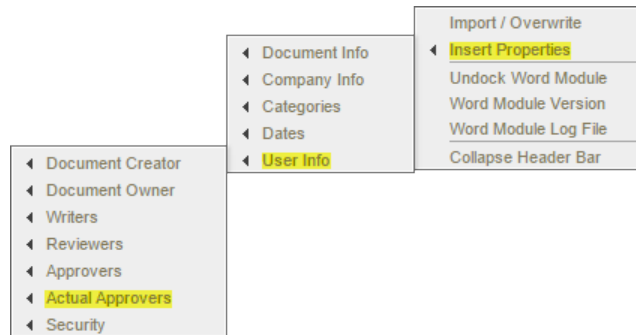 Import / Overwrite
Insert Properties
Undock Word Module
Word Module Version
Word Module Log File
Collapse Header Bar
Document Info
Company Info
Categories
Dates
User Info
Document Creator
Document Owner
Writers
Reviewers
Approvers
Actual Approvers
Security